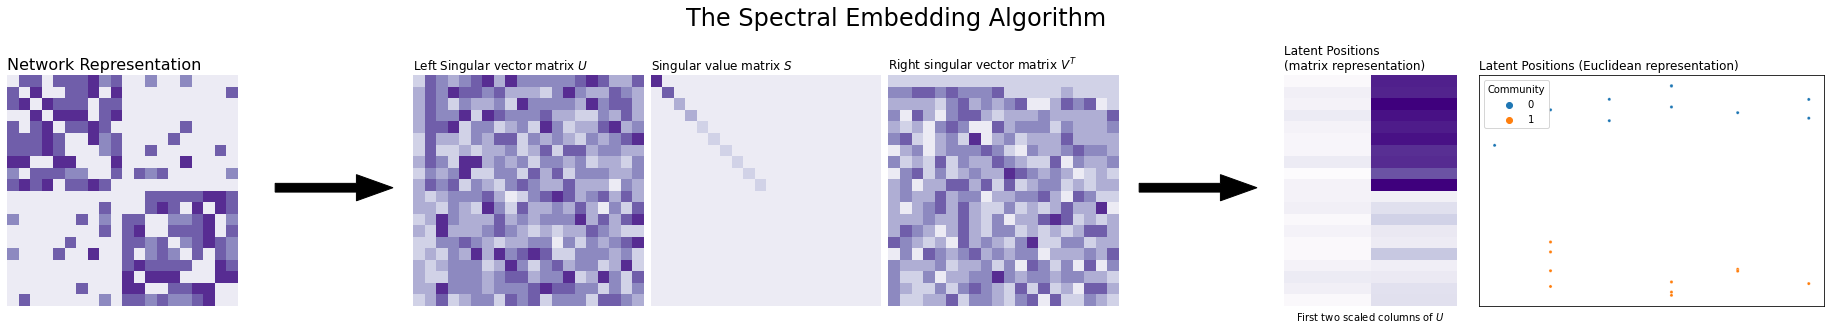 The Spectral Embedding Algorithm
Network Representation
Left Singular vector matrix U
Singular value matrix S
Right singular vector matrix V^T
Latent Positions
(matrix representation)
First two scaled columns of U
Latent Positions (Euclidean representation)
Community
0
1